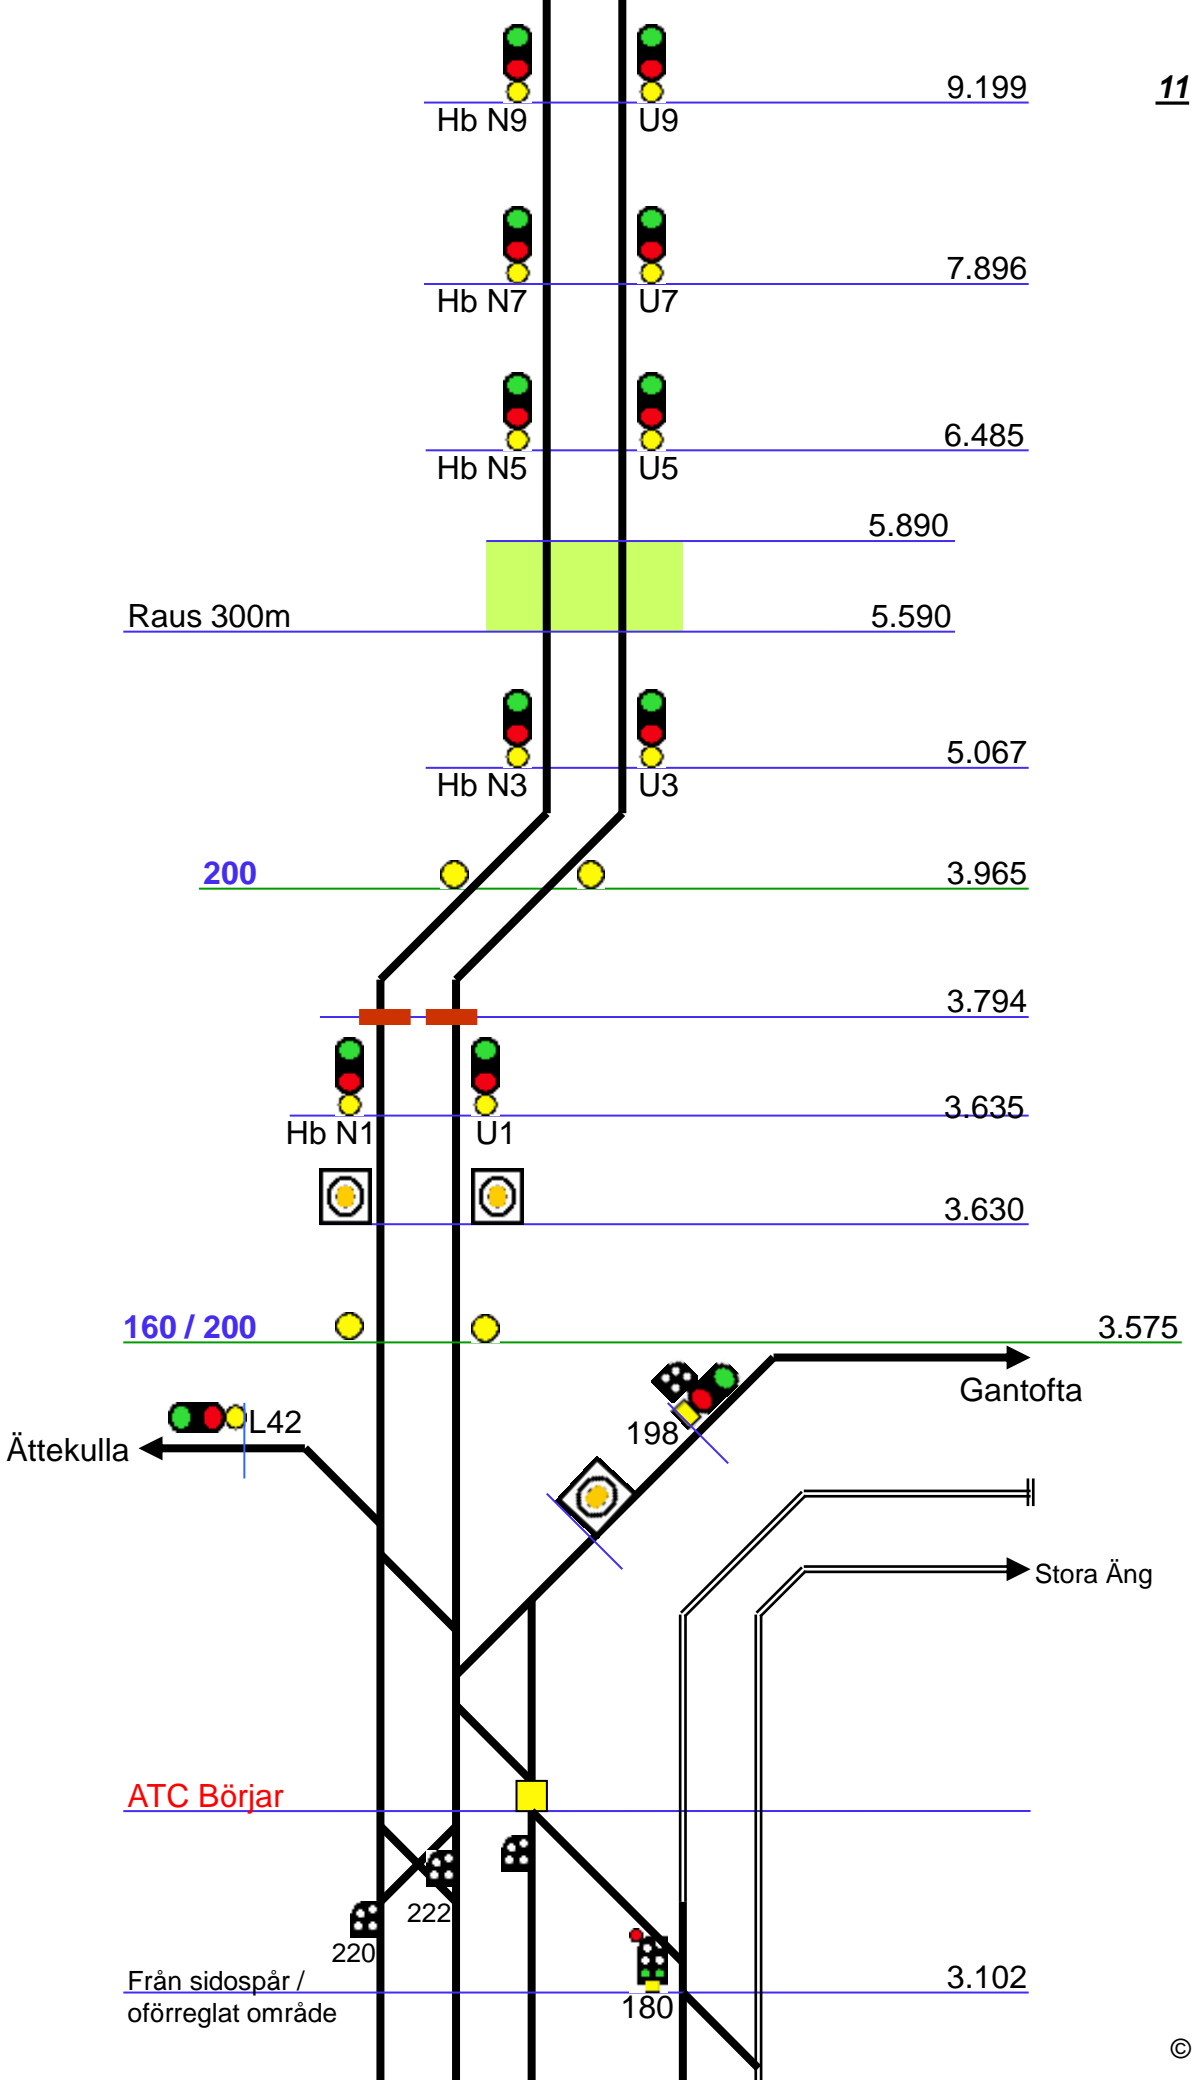 9.199
11
Hb N9
U9
7.896
Hb N7
U7
6.485
Hb N5
U5
5.890
Raus 300m
5.590
5.067
Hb N3
U3
200
3.965
3.794
3.635
Hb N1
U1
3.630
160 / 200
3.575
Gantofta
L42
198
Ättekulla
Stora Äng
ATC Börjar
222
220
Från sidospår /
3.102
oförreglat område
180
©